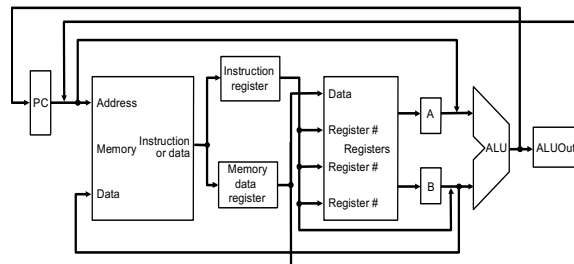 PC
Address
Memory
Instruction
or data
Data
Instruction
register
Memory
data
register
Data
Register #
Registers
Register #
Register #
A
B
ALU
ALUOut